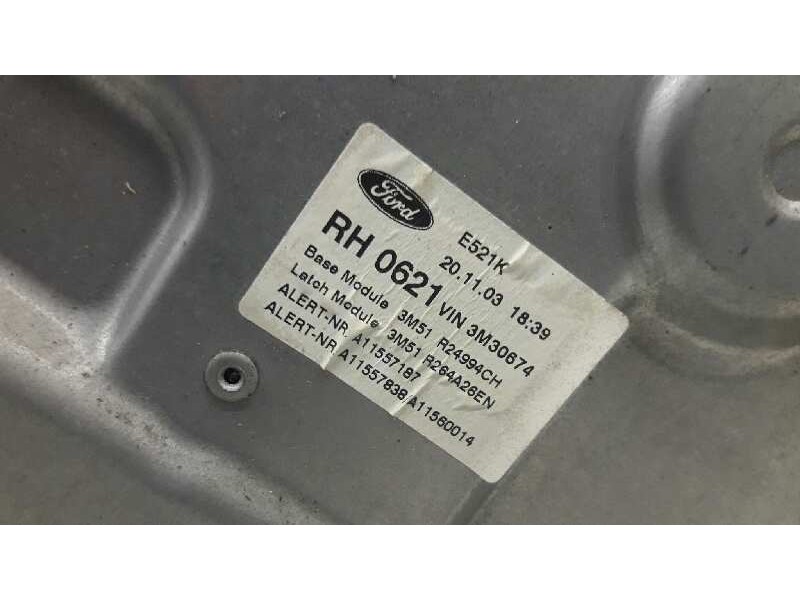 Ford
E521K
20.11.03 18:39
RH 0621 VIN 3M30674
Base Module 3M51 R24994CH
Latch Module 3M51 R264A26EN
ALERT-NR. A11557187
ALERT-NR. A11557838/A11560014